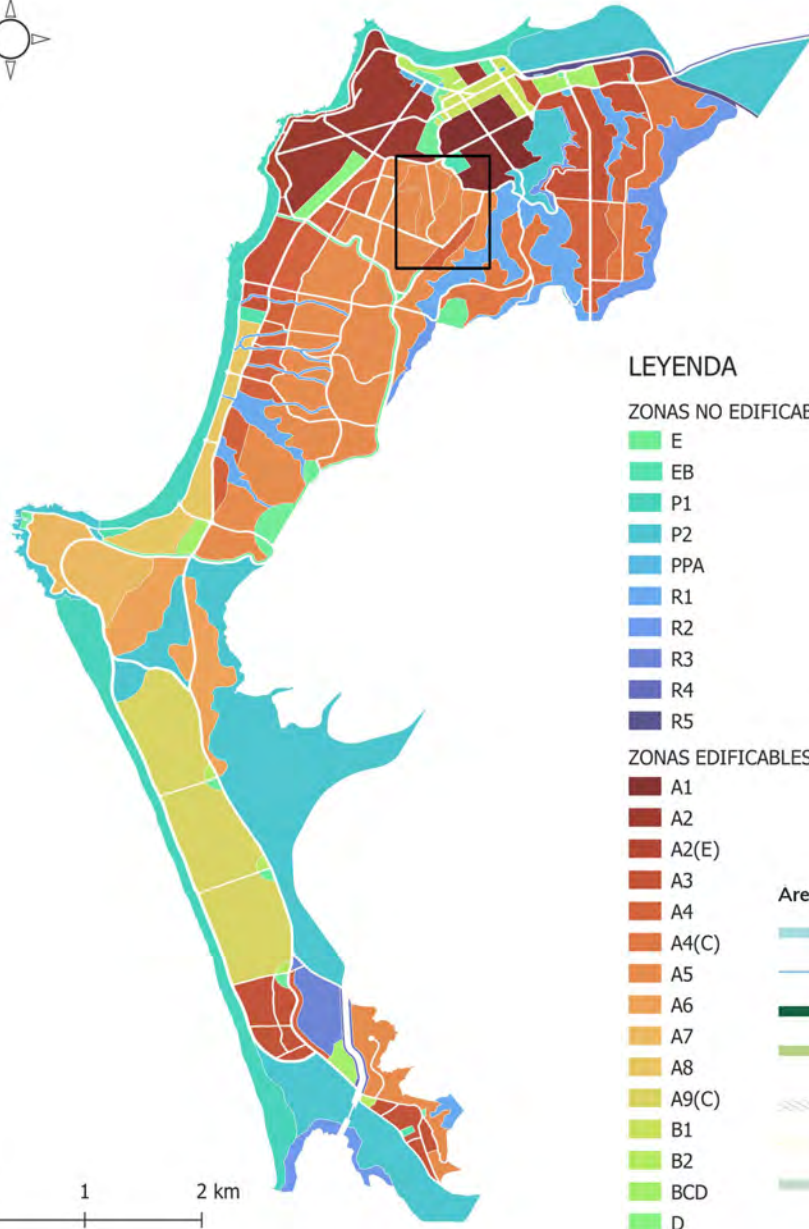 LEYENDA
ZONAS NO EDIFICAB
E
EB
P1
P2
PPA
R1
R2
R3
R4
R5
ZONAS EDIFICABLES
A1
A2
A2(E)
A3
A4
A4(C)
A5
A6
A7
A8
A9(C)
B1
B2
BCD
D
Are
1
2 km